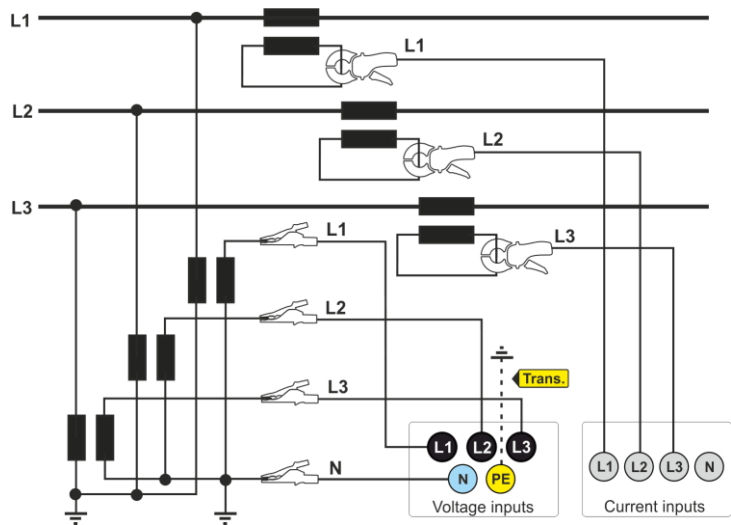 L1
L1
L2
L2
L3
L3
L1
L2
L3
Trans.
N
L1 L2 L3
N PE
Voltage inputs
L1 L2 L3 N
Current inputs